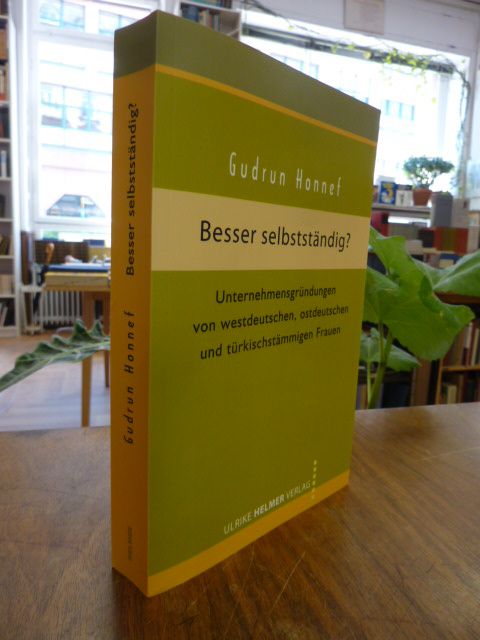 Gudrun Honnef
Besser selbstständig?
Unternehmensgründungen
von westdeutschen, ostdeutschen
und türkischstämmigen Frauen
ULRIKE HELMER VERLAG
Gudrun Honnef Besser selbstständig?